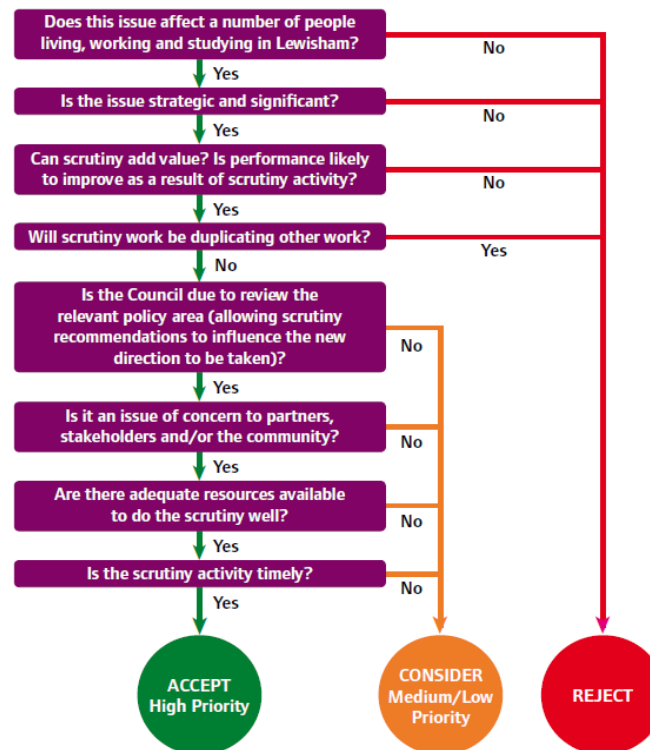 Does this issue affect a number of people
living, working and studying in Lewisham?
No
Yes
Is the issue strategic and significant?
No
Yes
Can scrutiny add value? Is performance likely
to improve as a result of scrutiny activity?
No
Yes
Will scrutiny work be duplicating other work?
Yes
No
Is the Council due to review the
relevant policy area (allowing scrutiny
recommendations to influence the new
direction to be taken)?
No
Yes
Is it an issue of concern to partners,
stakeholders and/or the community?
No
Yes
Are there adequate resources available
to do the scrutiny well?
No
Yes
Is the scrutiny activity timely?
No
Yes
ACCEPT
High Priority
CONSIDER
Medium/Low
Priority
REJECT